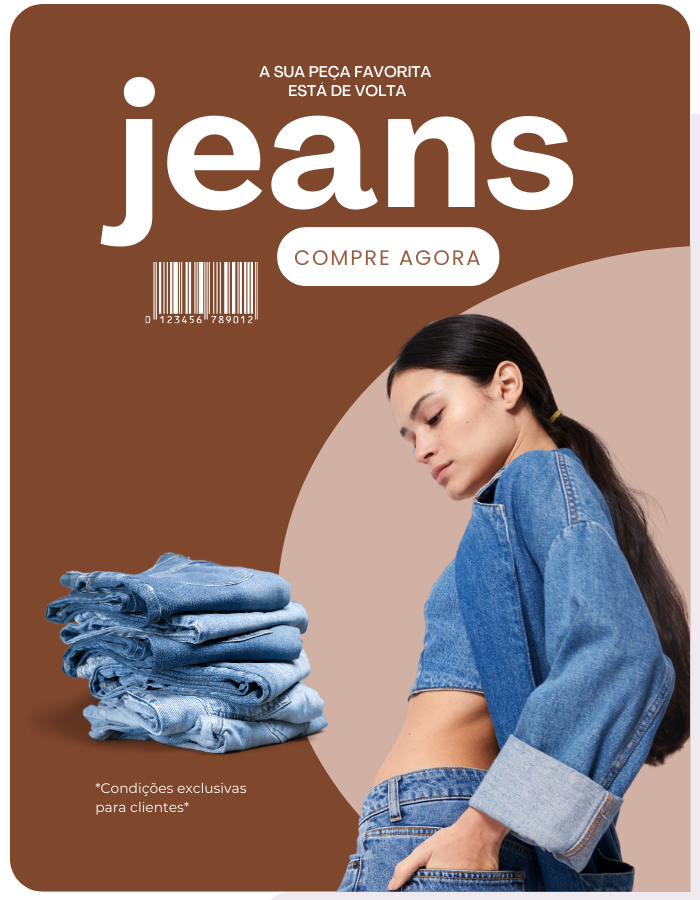 A SUA PEÇA FAVORITA
ESTÁ DE VOLTA
jeans
COMPRE AGORA
0 123456 789012
*Condições exclusivas
para clientes*